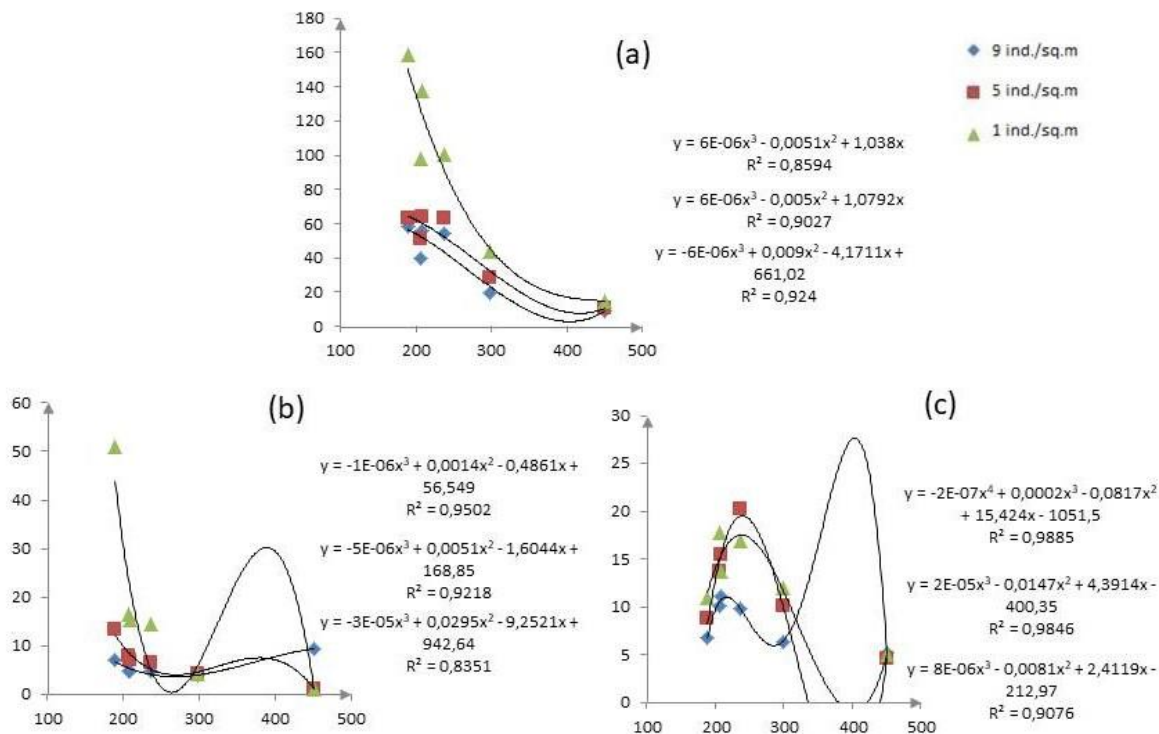 180
160
140
120
100
80
60
40
20
0
100 200 300 400 500
(a)
9 ind./sq.m
5 ind./sq.m
1 ind./sq.m
y = 6E-06x³ - 0,0051x² + 1,038x
R² = 0,8594
y = 6E-06x³ - 0,005x² + 1,0792x
R² = 0,9027
y = -6E-06x³ + 0,009x² - 4,1711x +
661,02
R² = 0,924
60
50
40
30
20
10
0
100 200 300 400 500
(b)
y = -1E-06x³ + 0,0014x² - 0,4861x +
56,549
R² = 0,9502
y = -5E-06x³ + 0,0051x² - 1,6044x +
168,85
R² = 0,9218
y = -3E-05x³ + 0,0295x² - 9,2521x +
942,64
R² = 0,8351
30
25
20
15
10
5
0
100 200 300 400 500
(c)
y = -2E-07x⁴ + 0,0002x³ - 0,0817x²
+ 15,424x - 1051,5
R² = 0,9885
y = 2E-05x³ - 0,0147x² + 4,3914x -
400,35
R² = 0,9846
y = 8E-06x³ - 0,0081x² + 2,4119x -
212,97
R² = 0,9076